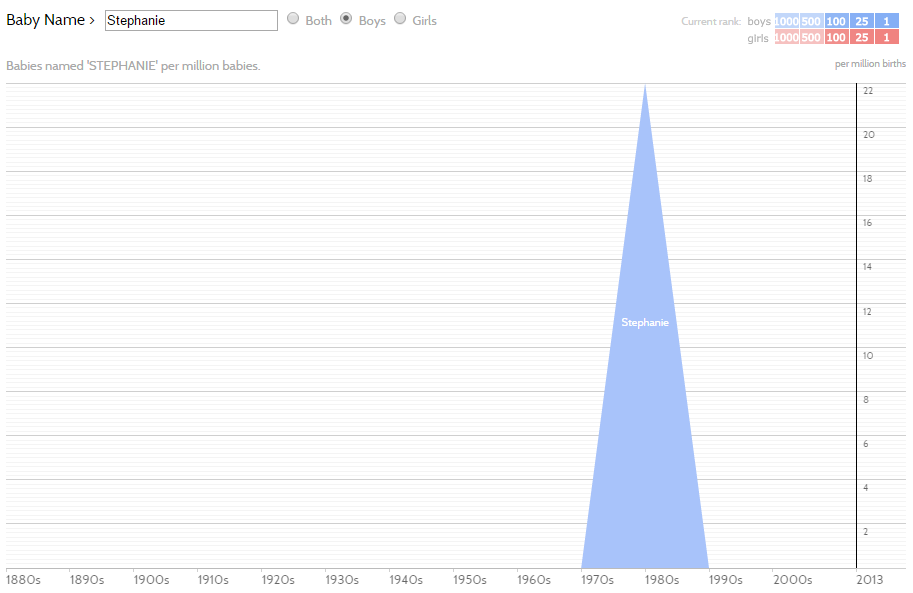 Baby Name > Stephanie Both Boys Girls
Current rank: boys 1000 500 100 25 1
girls 1000 500 100 25 1
Babies named 'STEPHANIE' per million babies.
per million births
22
20
18
16
14
12
Stephanie
10
8
6
4
2
1880s 1890s 1900s 1910s 1920s 1930s 1940s 1950s 1960s 1970s 1980s 1990s 2000s 2013